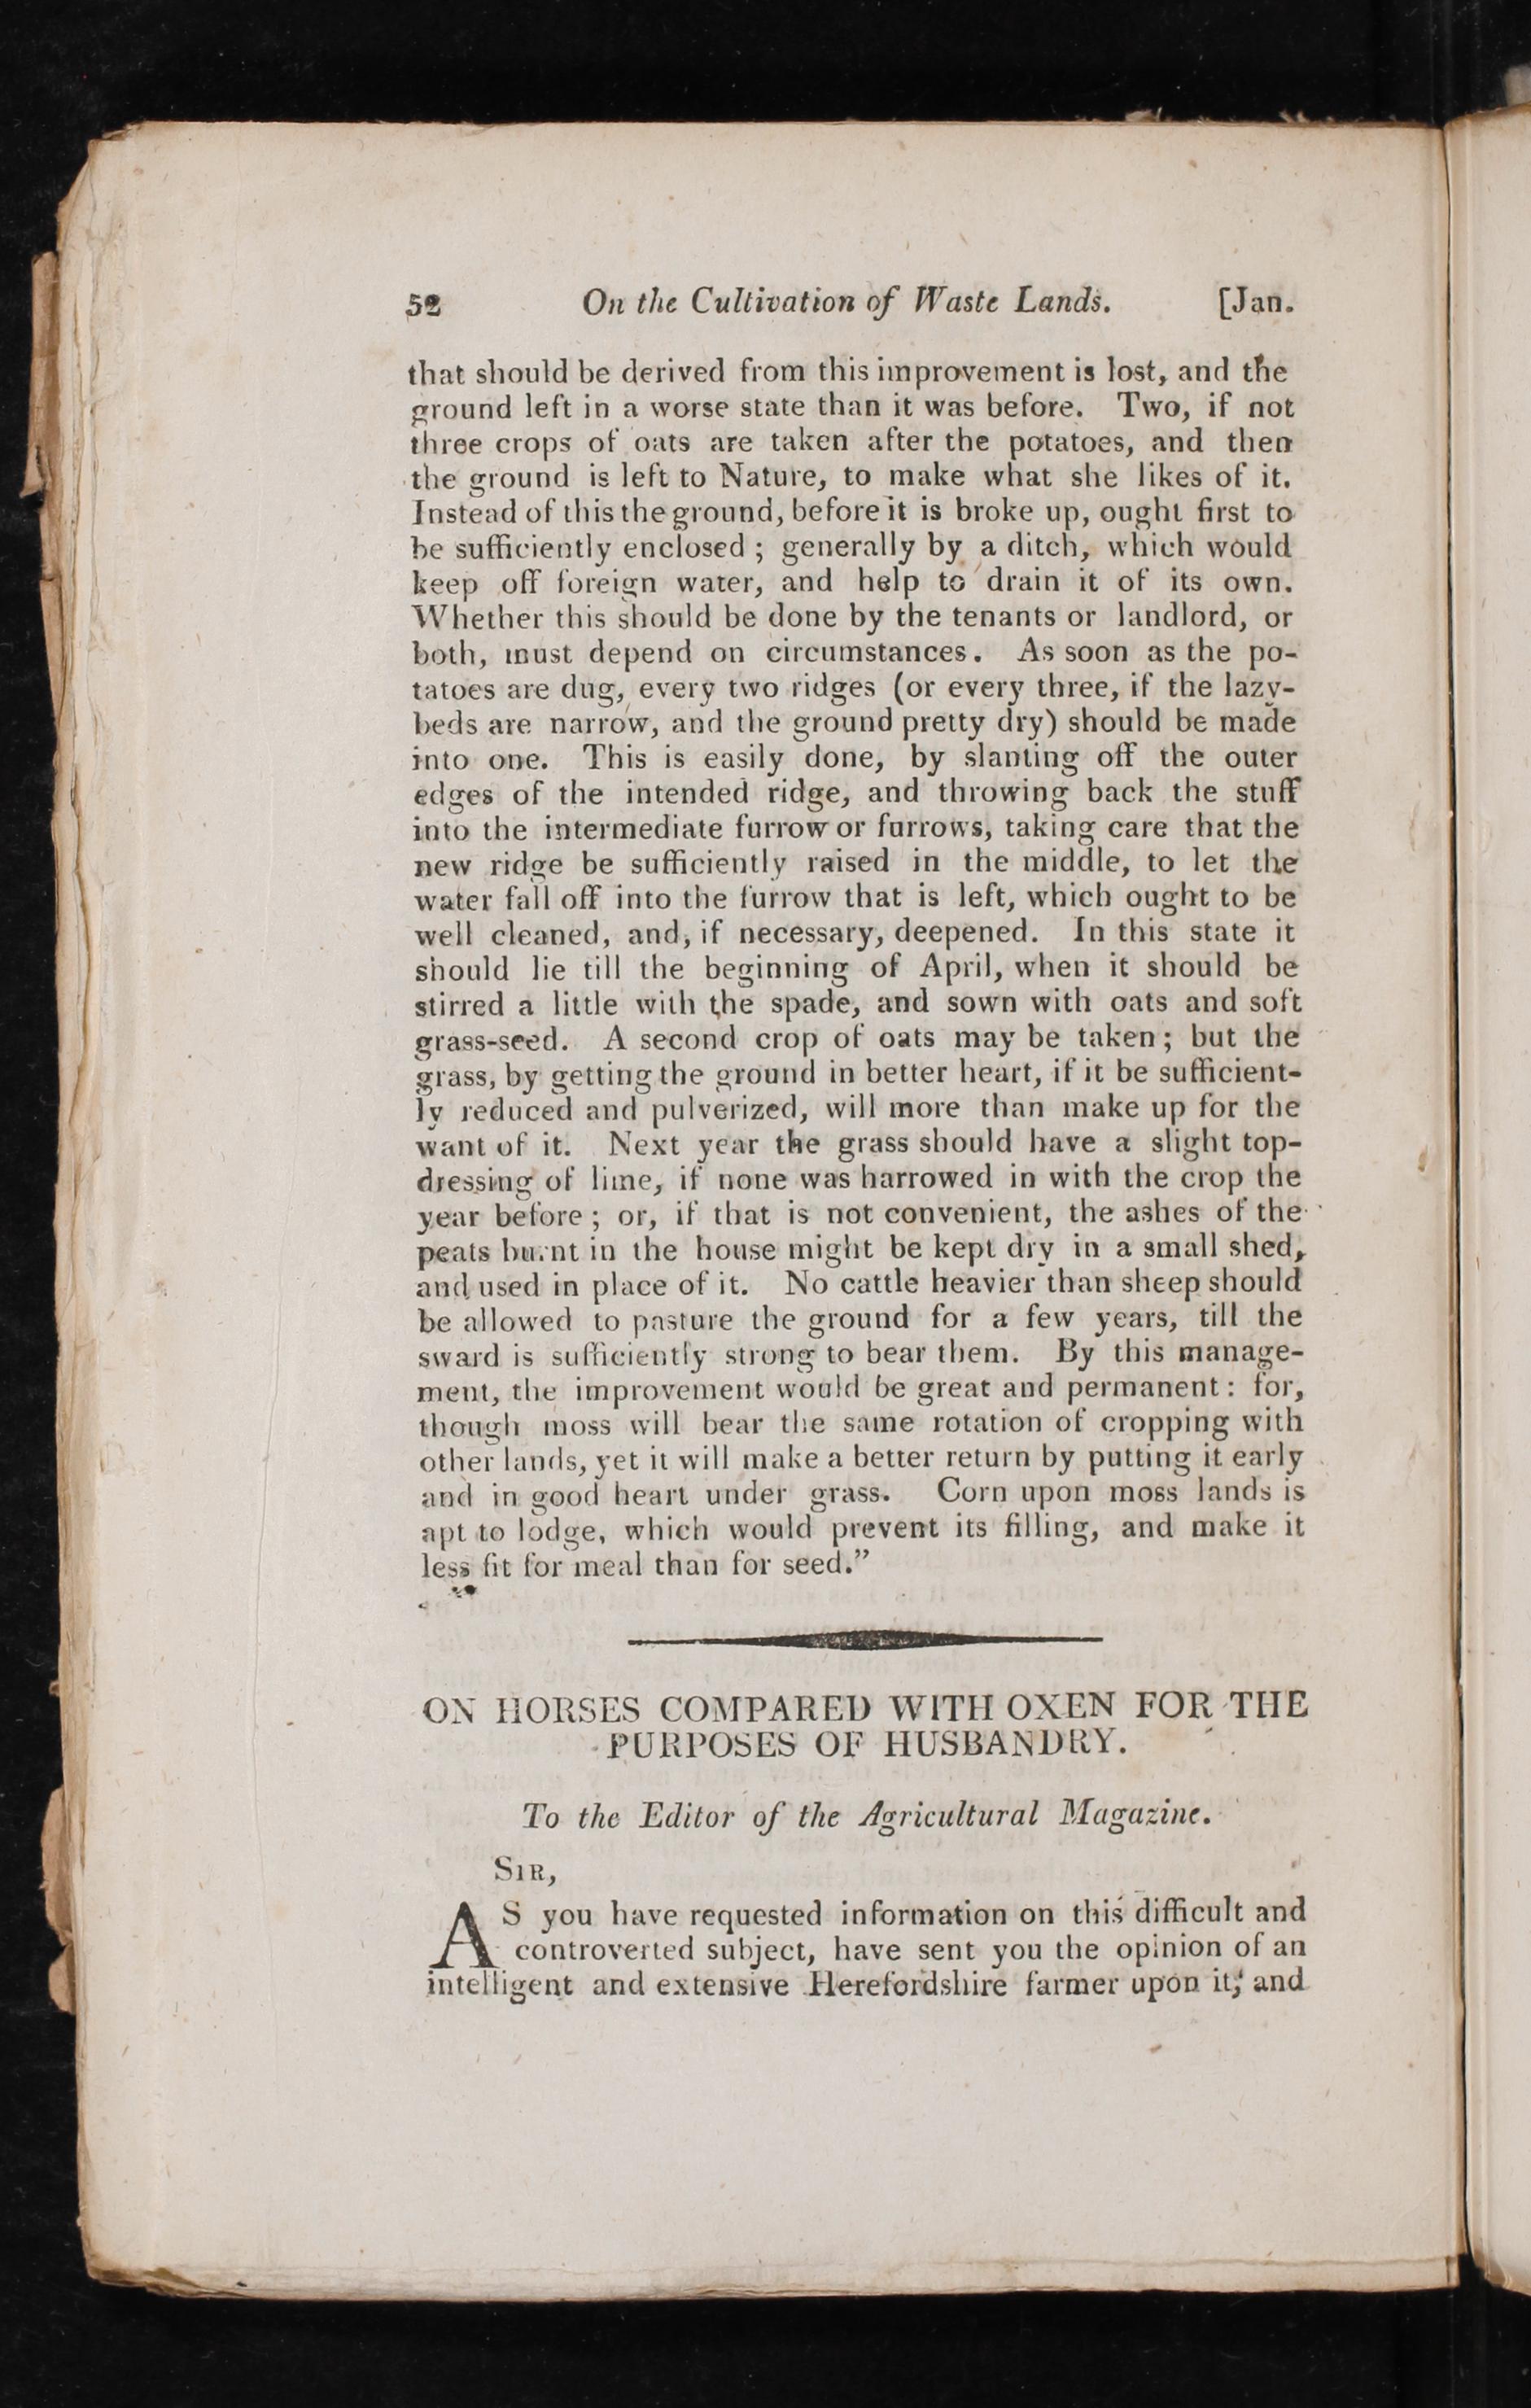 52 On the Cultivation of Waste Lands. [Jan.
that should be derived from this improvement is lost, and the
ground left in a worse state than it was before. Two, if not
three crops of oats are taken after the potatoes, and then
the ground is left to Nature, to make what she likes of it.
Instead of this the ground, before it is broke up, ought first to
be sufficiently enclosed; generally by a ditch, which would
keep off foreign water, and help to drain it of its own.
Whether this should be done by the tenants or landlord, or
both, must depend on circumstances. As soon as the po-
tatoes are dug, every two ridges (or every three, if the lazy-
beds are narrow, and the ground pretty dry) should be made
into one. This is easily done, by slanting off the outer
edges of the intended ridge, and throwing back the stuff
into the intermediate furrow or furrows, taking care that the
new ridge be sufficiently raised in the middle, to let the
water fall off into the furrow that is left, which ought to be
well cleaned, and, if necessary, deepened. In this state it
should lie till the beginning of April, when it should be
stirred a little with the spade, and sown with oats and soft
grass-seed. A second crop of oats may be taken; but the
grass, by getting the ground in better heart, if it be sufficient-
ly reduced and pulverized, will more than make up for the
want of it. Next year the grass should have a slight top-
dressing of lime, if none was harrowed in with the crop the
year before; or, if that is not convenient, the ashes of the
peats burnt in the house might be kept dry in a small shed,
and used in place of it. No cattle heavier than sheep should
be allowed to pasture the ground for a few years, till the
sward is sufficiently strong to bear them. By this manage-
ment, the improvement would be great and permanent: for,
though moss will bear the same rotation of cropping with
other lands, yet it will make a better return by putting it early
and in good heart under grass. Corn upon moss lands is
apt to lodge, which would prevent its filling, and make it
less fit for meal than for seed.”
ON HORSES COMPARED WITH OXEN FOR THE
PURPOSES OF HUSBANDRY.
To the Editor of the Agricultural Magazine.
SIR,
AS you have requested information on this difficult and
controverted subject, have sent you the opinion of an
intelligent and extensive Herefordshire farmer upon it; and